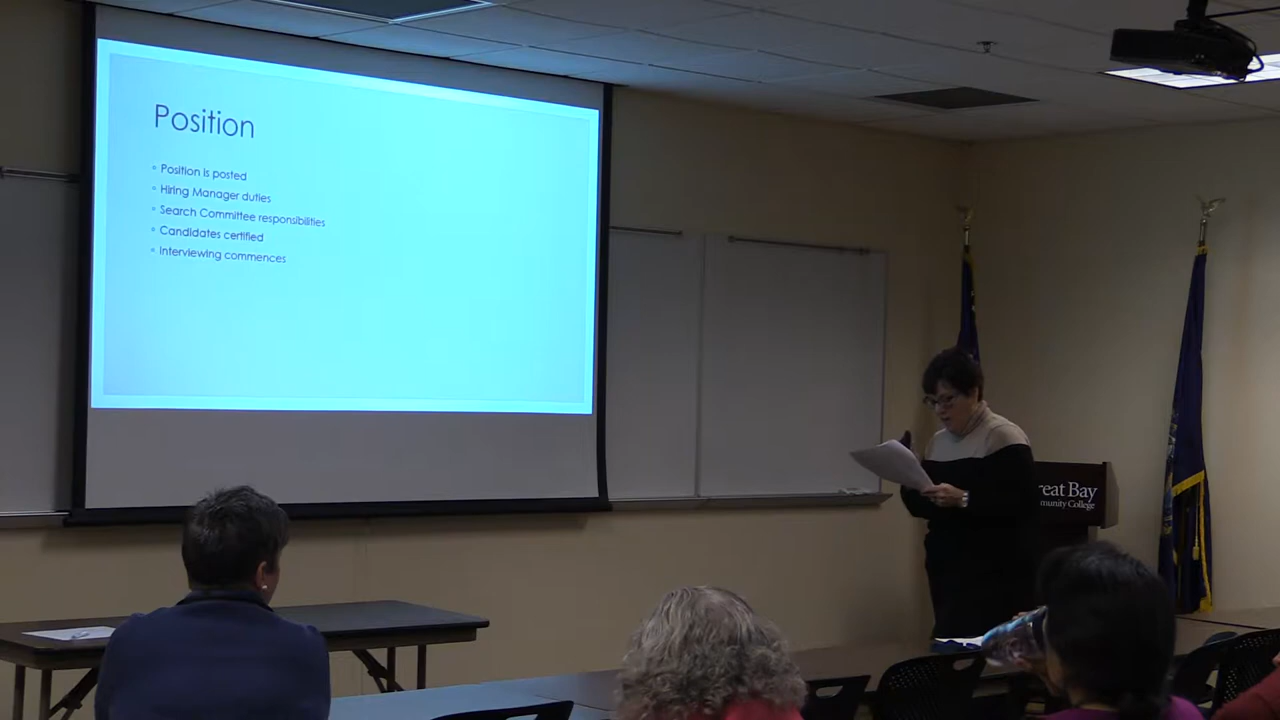 Position
▫ Position is posted
▫ Hiring Manager duties
▫ Search Committee responsibilities
▫ Candidates certified
▫ Interviewing commences
reat Bay
munity College